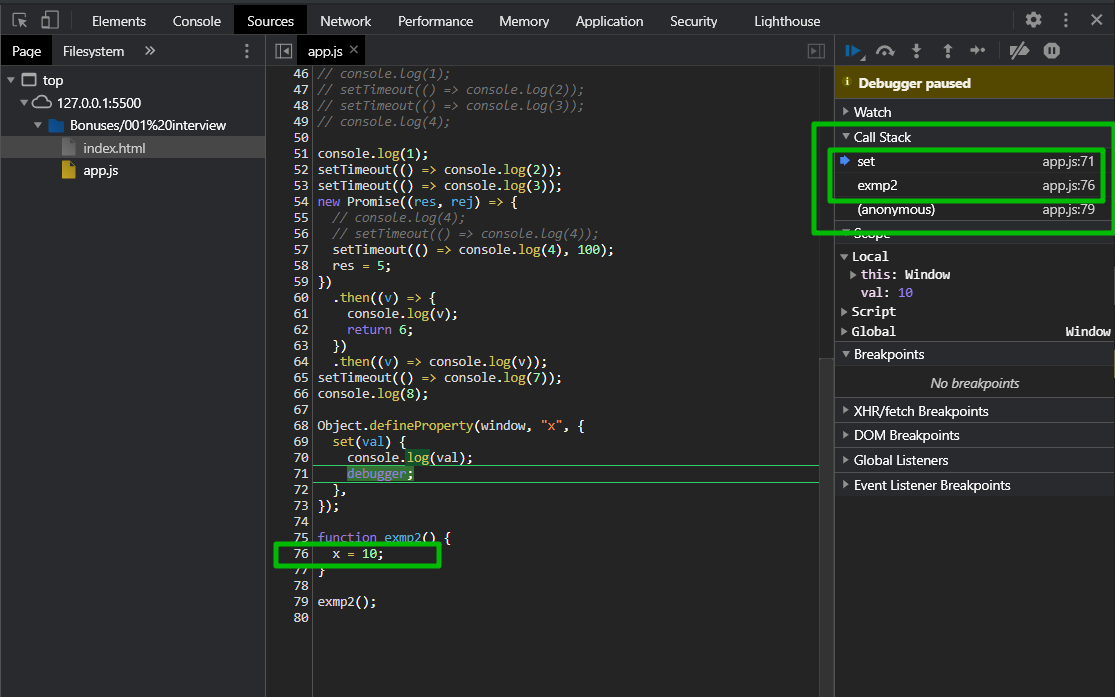 Elements Console Sources Network Performance Memory Application Security Lighthouse
Page Filesystem »
app.js ×
top
127.0.0.1:5500
Bonuses/001%20interview
index.html
app.js
46 // console.log(1);
47 // setTimeout(() => console.log(2));
48 // setTimeout(() => console.log(3));
49 // console.log(4);
50
51 console.log(1);
52 setTimeout(() => console.log(2));
53 setTimeout(() => console.log(3));
54 new Promise((res, rej) => {
55   // console.log(4);
56   // setTimeout(() => console.log(4));
57   setTimeout(() => console.log(4), 100);
58   res = 5;
59 })
60   .then((v) => {
61     console.log(v);
62     return 6;
63   })
64   .then((v) => console.log(v));
65 setTimeout(() => console.log(7));
66 console.log(8);
67
68 Object.defineProperty(window, "x", {
69   set(val) {
70     console.log(val);
71     debugger;
72   },
73 });
74
75 function exmp2() {
76   x = 10;
77 }
78
79 exmp2();
80
Debugger paused
Watch
Call Stack
set app.js:71
exmp2 app.js:76
(anonymous) app.js:79
Scope
Local
this: Window
val: 10
Script
Global Window
Breakpoints
No breakpoints
XHR/fetch Breakpoints
DOM Breakpoints
Global Listeners
Event Listener Breakpoints